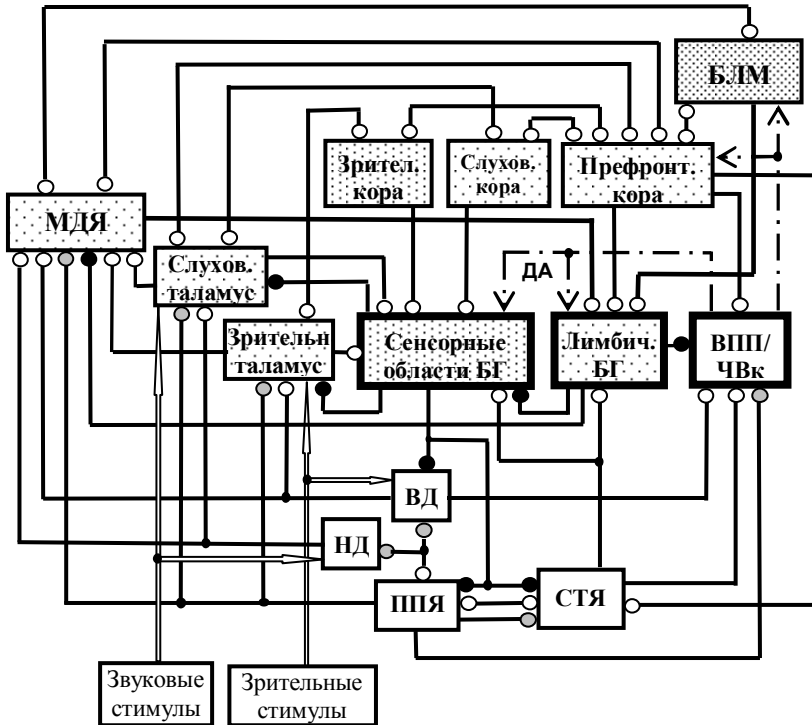 БЛМ
Зрител.
кора
Слухов.
кора
Префронт.
кора
МДЯ
Слухов.
таламус
ДА
Зрительн
таламус
Сенсорные
области БГ
Лимбич.
БГ
ВПП/
ЧВк
ВД
НД
ППЯ
СТЯ
Звуковые
стимулы
Зрительные
стимулы